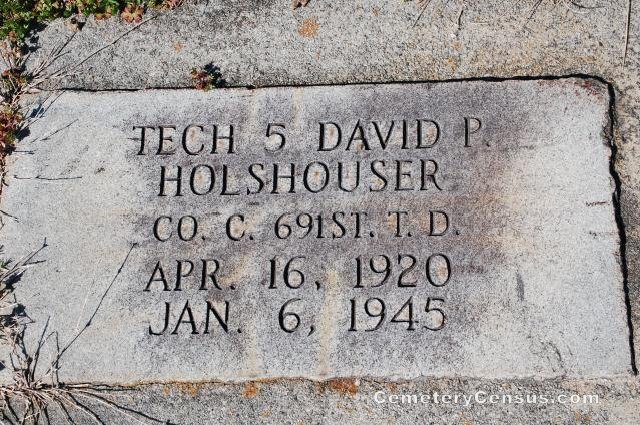 TECH 5 DAVID P.
HOLSHOUSER
CO. C. 691ST. T. D.
APR. 16, 1920
JAN. 6, 1945
CemeteryCensus.com